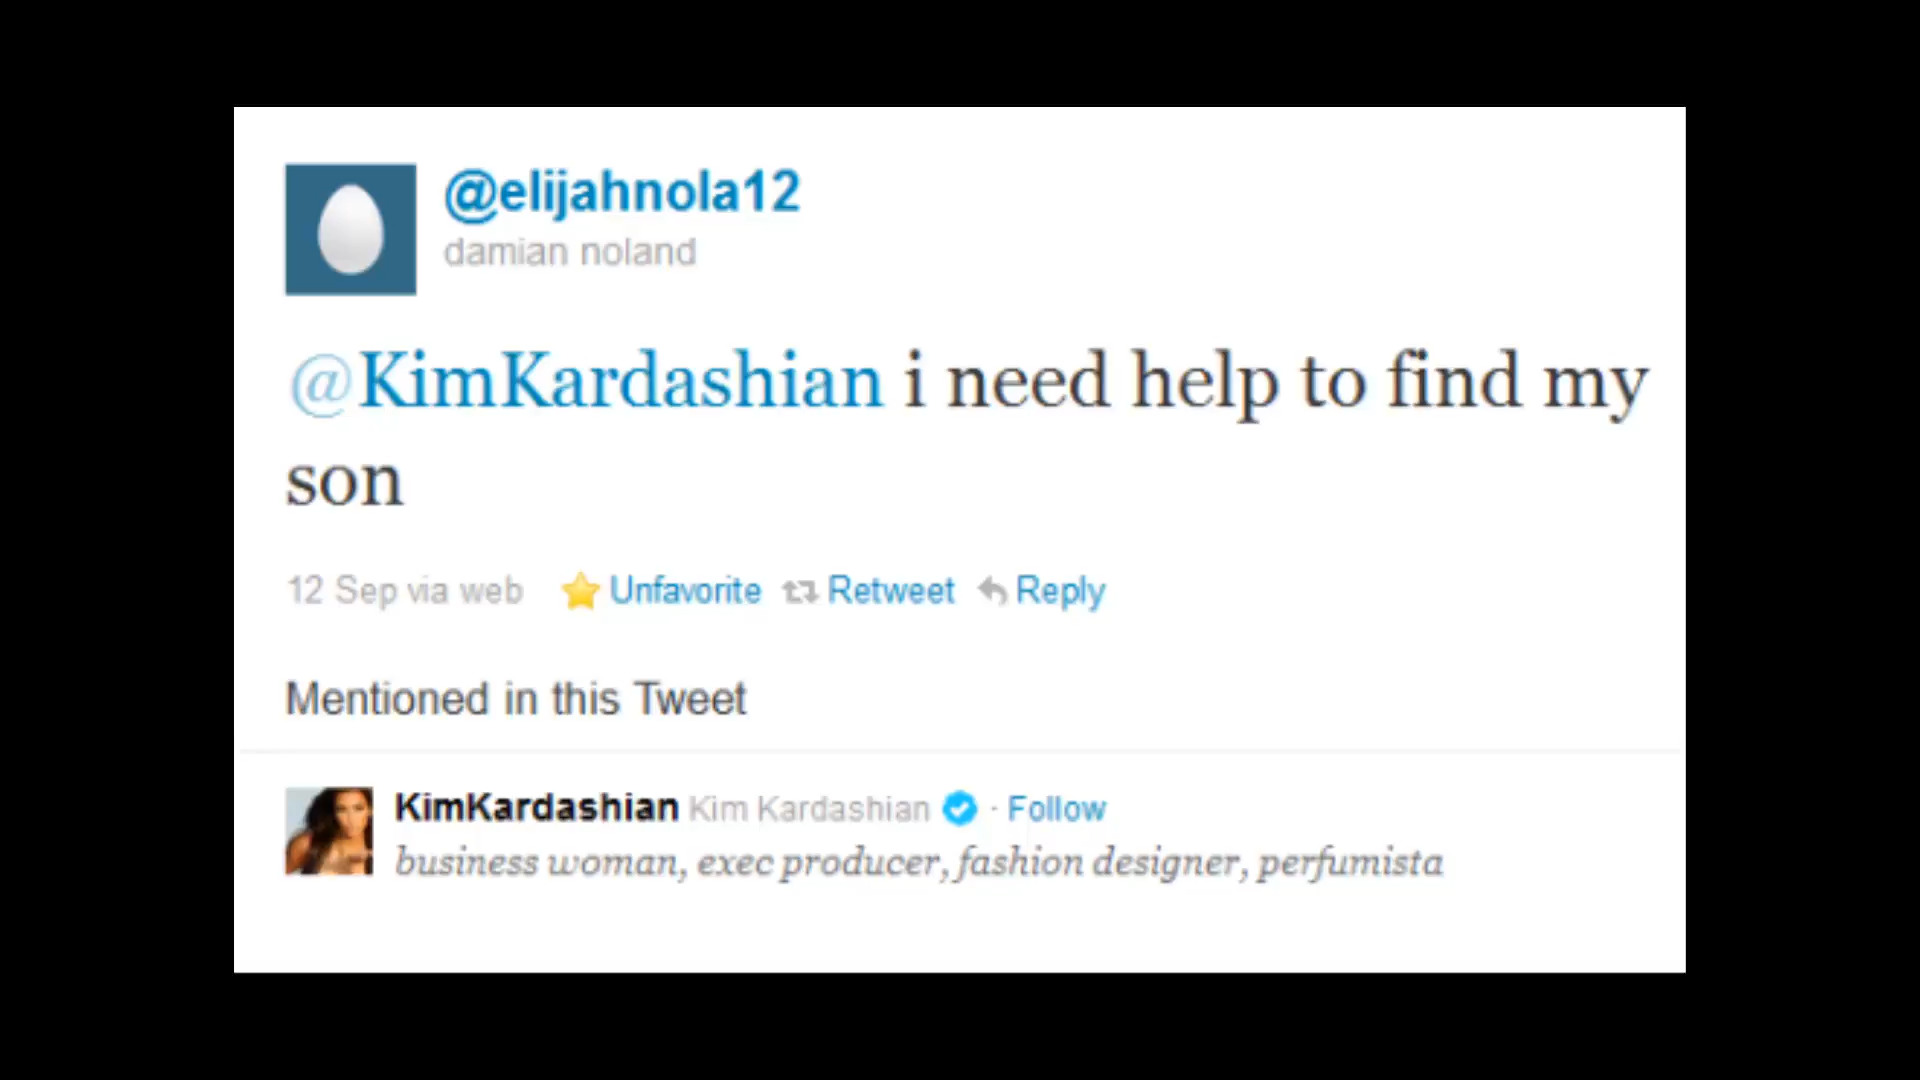 @elijahnola12
damian noland
@KimKardashian i need help to find my
son
12 Sep via web Unfavorite Retweet Reply
Mentioned in this Tweet
KimKardashian Kim Kardashian · Follow
business woman, exec producer, fashion designer, perfumista